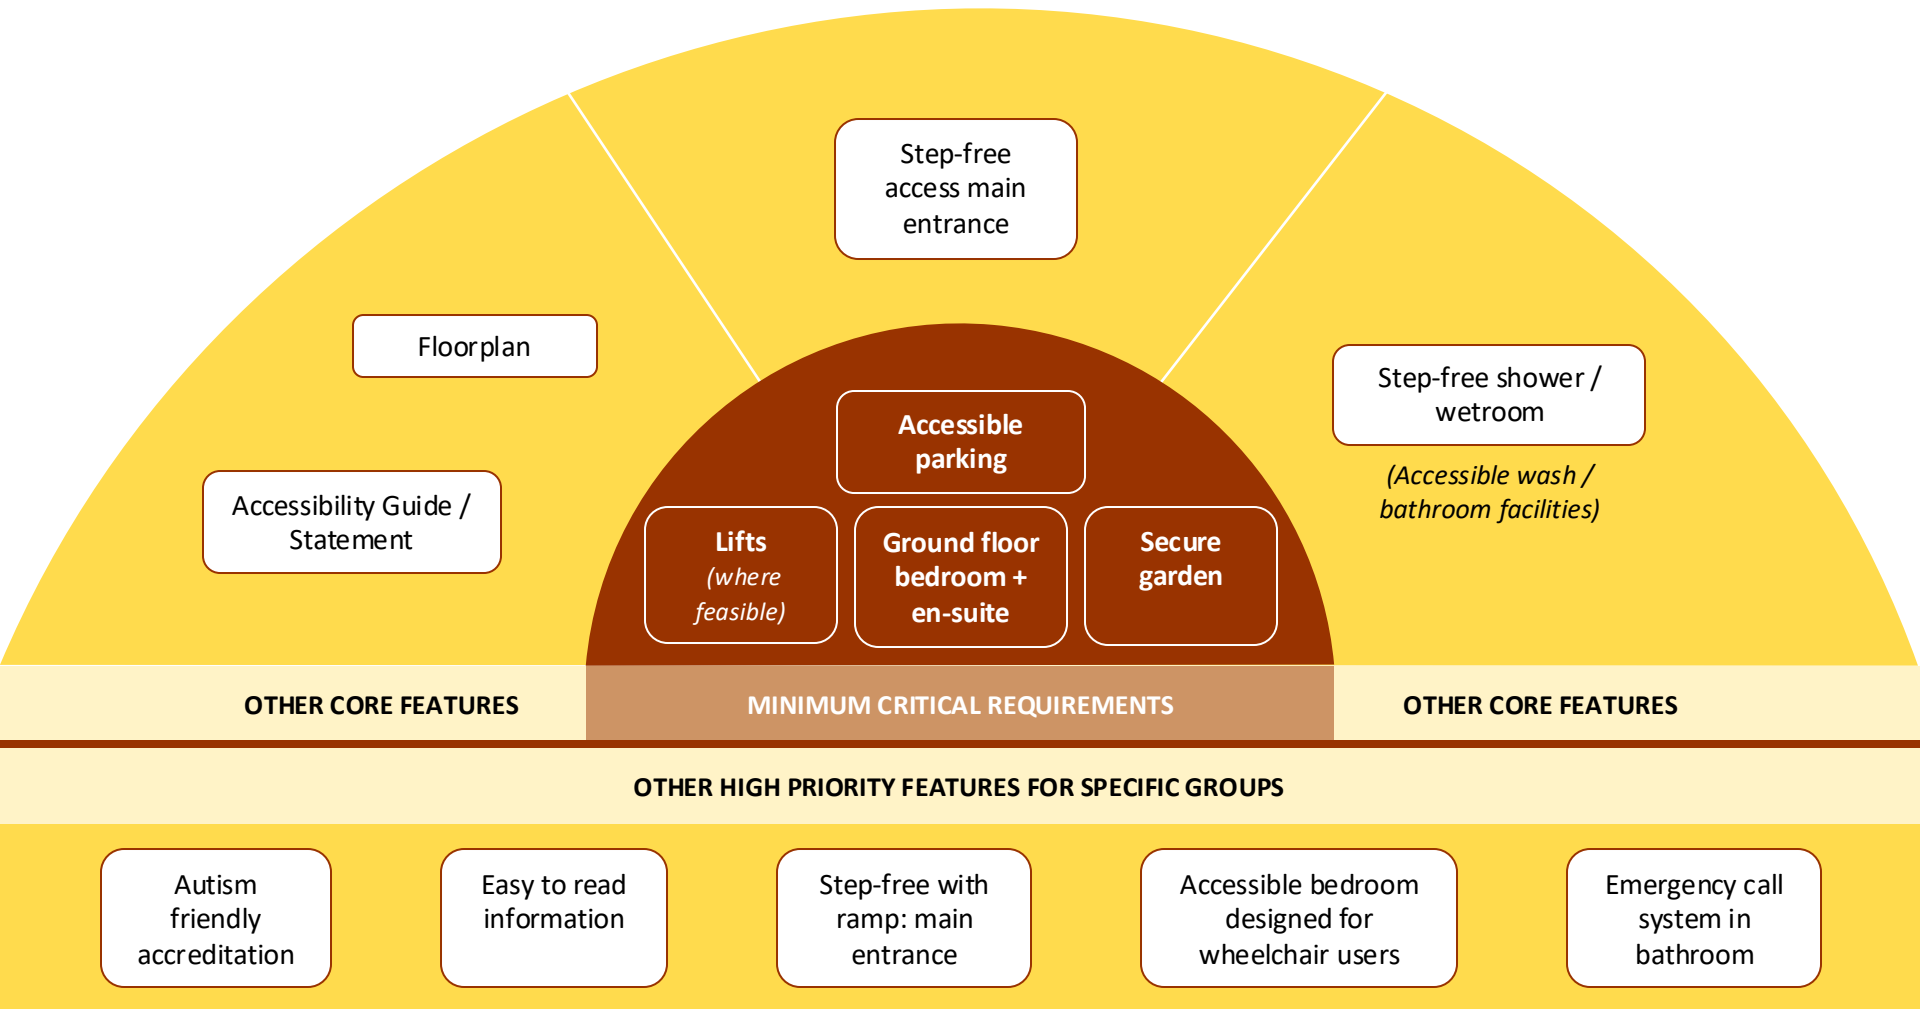 Step-free
access main
entrance
Floorplan
Accessibility Guide /
Statement
Step-free shower /
wetroom
(Accessible wash /
bathroom facilities)
Accessible
parking
Lifts
(where
feasible)
Ground floor
bedroom +
en-suite
Secure
garden
OTHER CORE FEATURES
MINIMUM CRITICAL REQUIREMENTS
OTHER CORE FEATURES
OTHER HIGH PRIORITY FEATURES FOR SPECIFIC GROUPS
Autism
friendly
accreditation
Easy to read
information
Step-free with
ramp: main
entrance
Accessible bedroom
designed for
wheelchair users
Emergency call
system in
bathroom